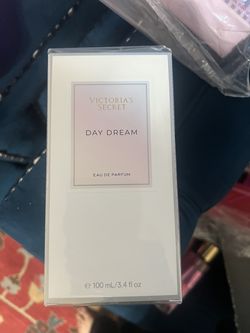 VICTORIA'S
SECRET
DAY DREAM
EAU DE PARFUM
℮ 100 mL/3.4 fl oz